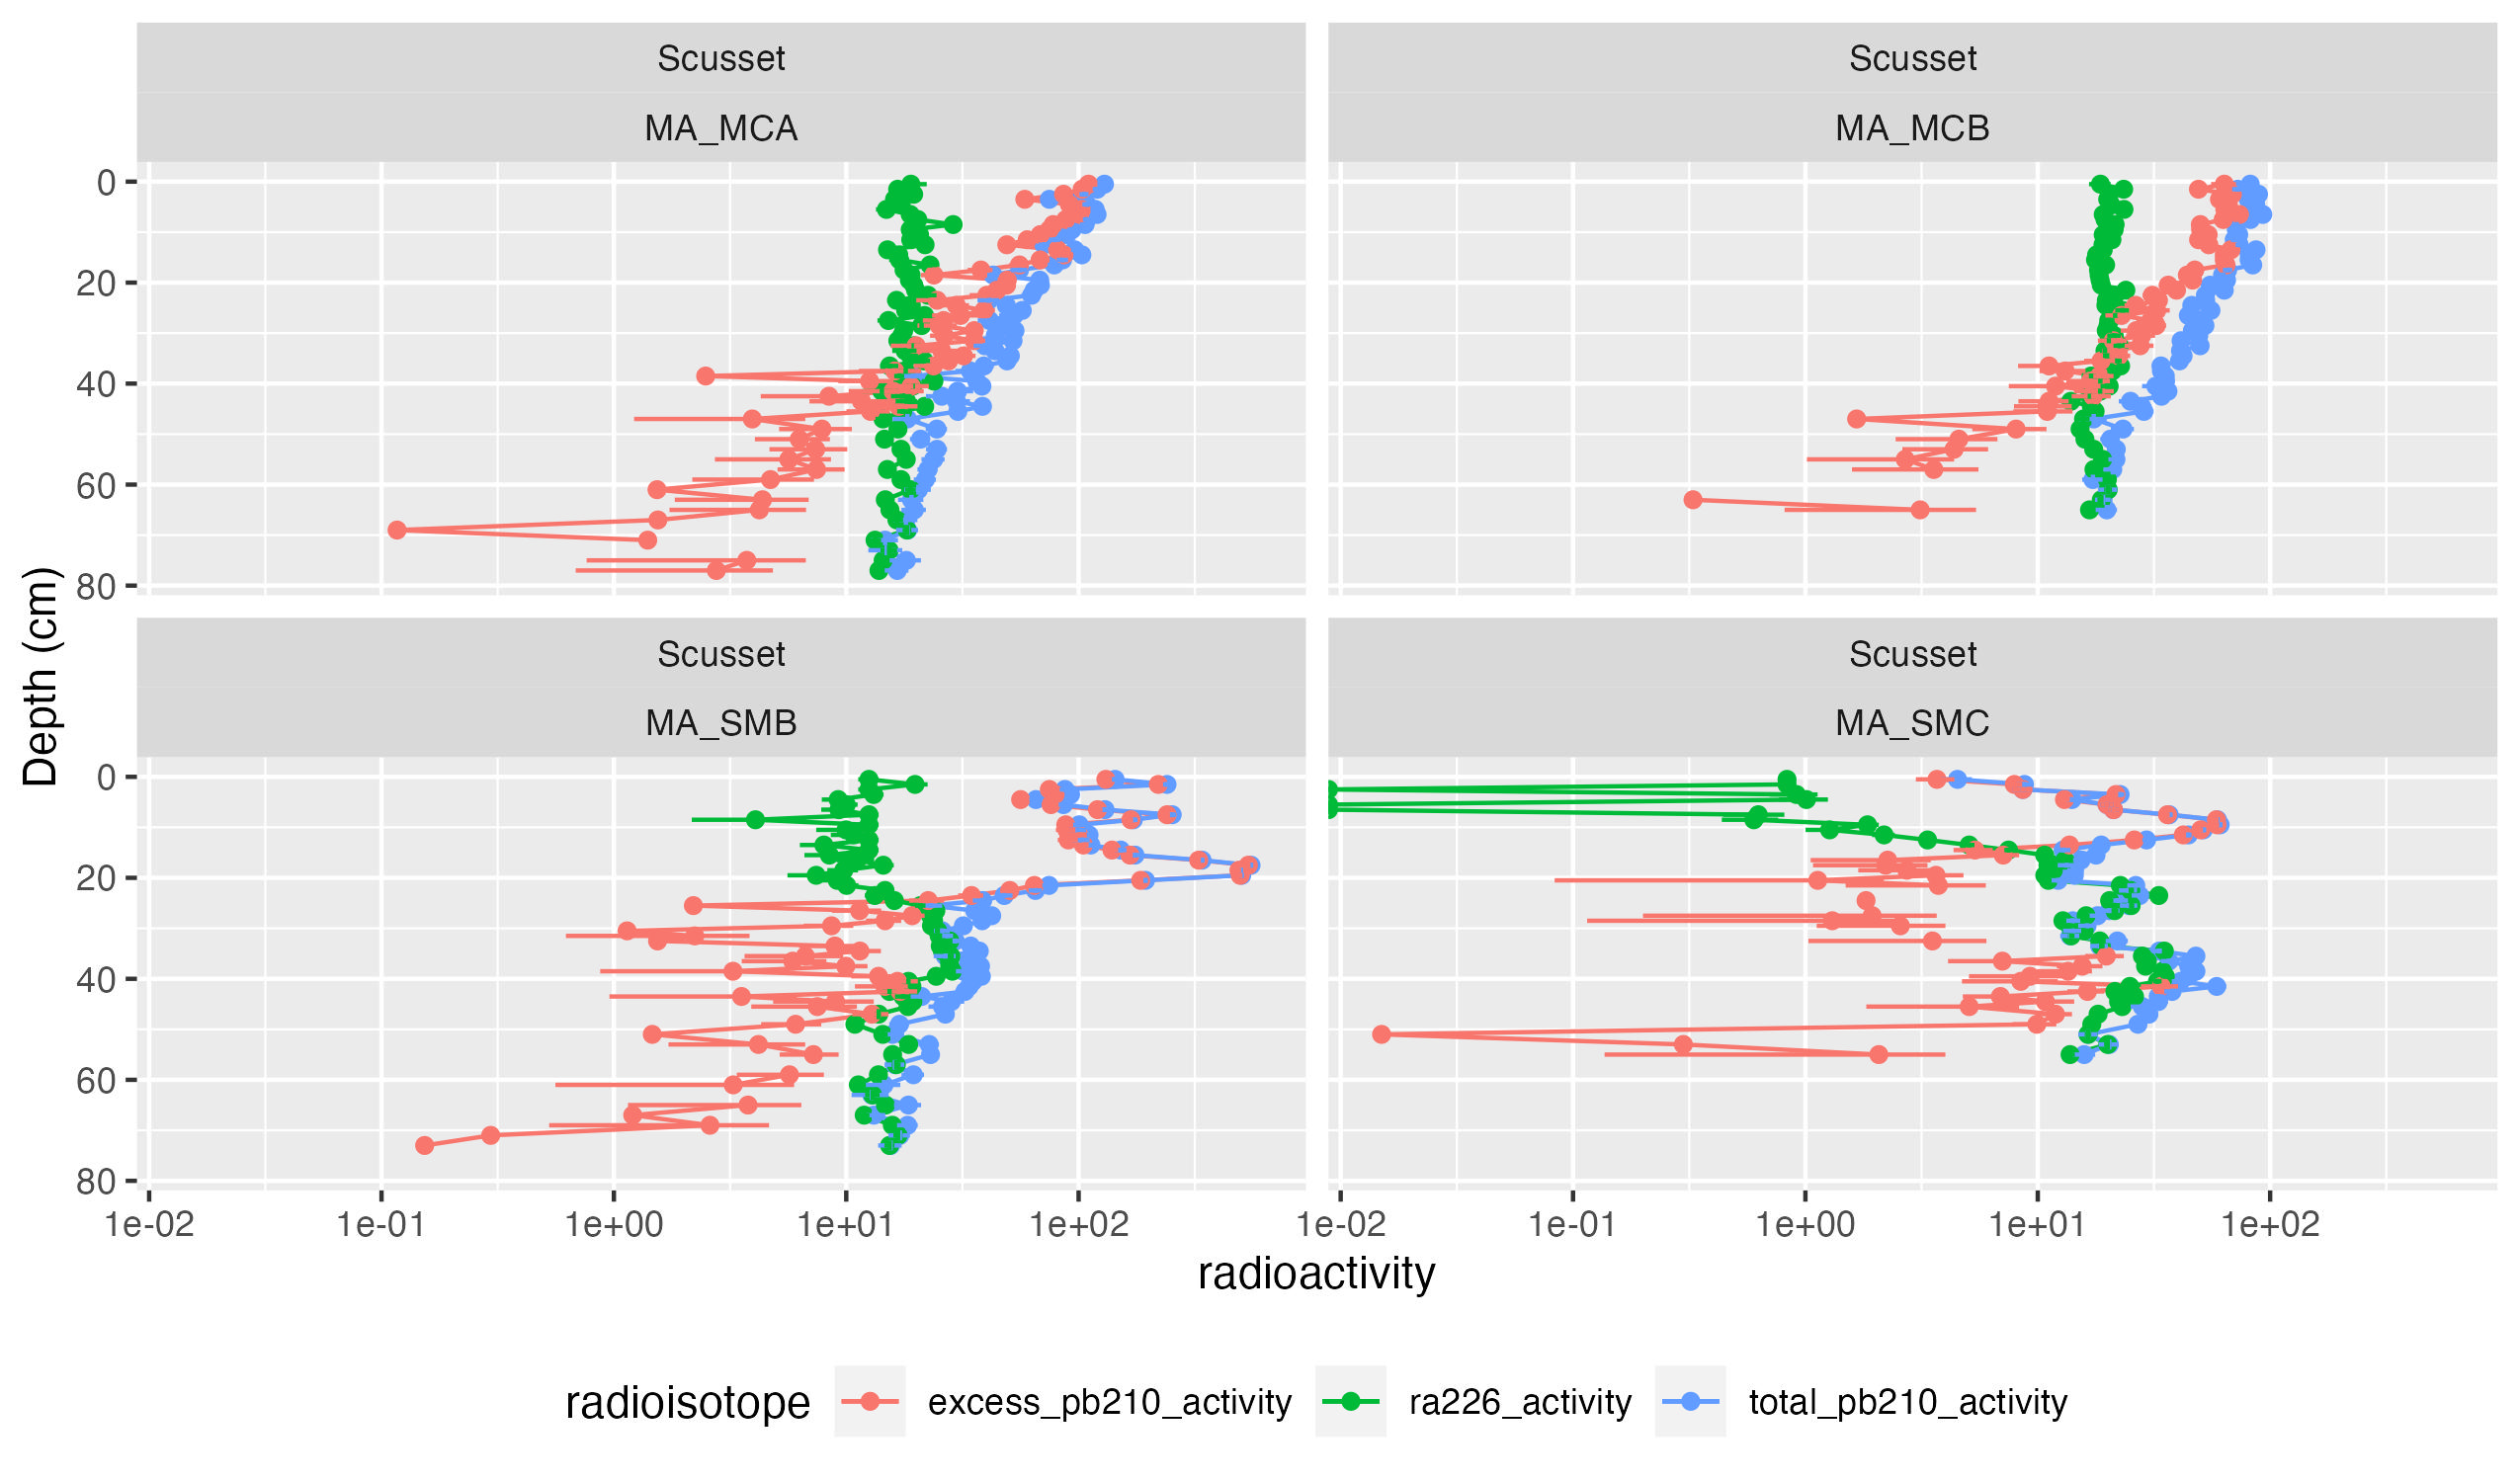 Scusset
Scusset
MA_MCA
MA_MCB
0
20
40
60
80
Scusset
Scusset
MA_SMB
MA_SMC
0
20
40
60
80
Depth (cm)
1e-02 1e-01 1e+00 1e+01 1e+02
1e-02 1e-01 1e+00 1e+01 1e+02
radioactivity
radioisotope excess_pb210_activity ra226_activity total_pb210_activity